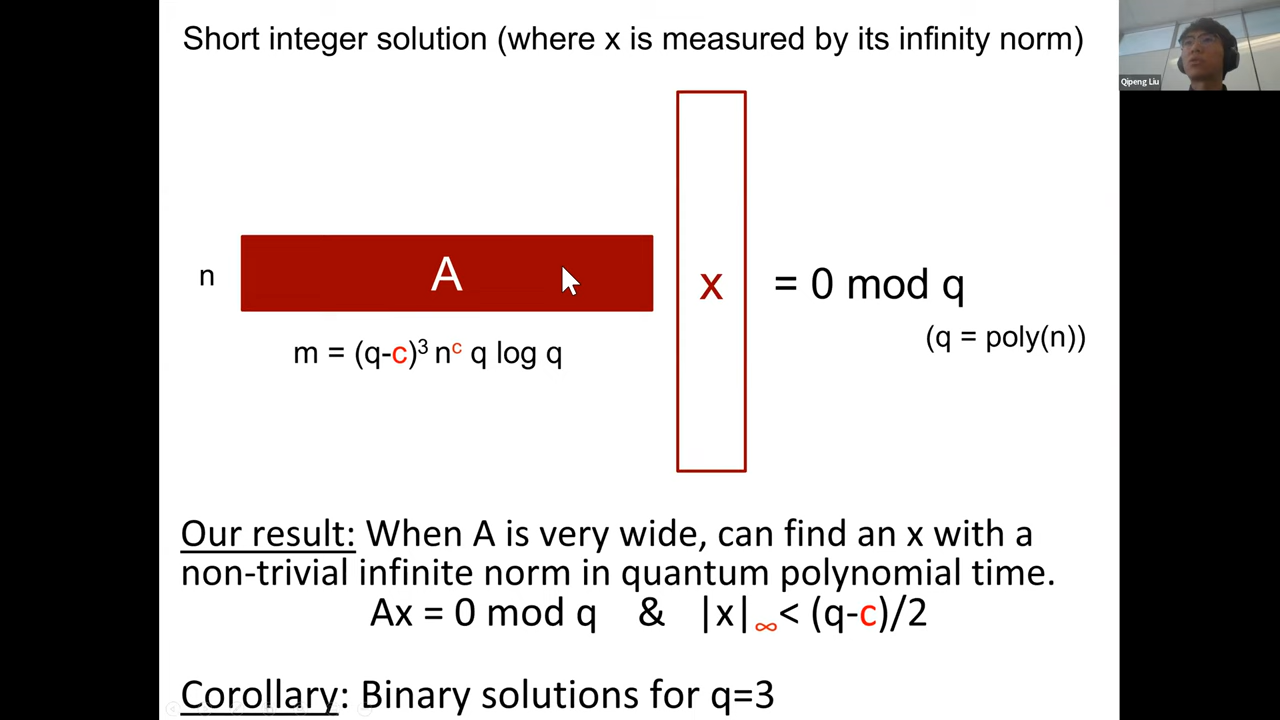 Short integer solution (where x is measured by its infinity norm)
Qipeng Liu
n
A
x
= 0 mod q
(q = poly(n))
m = (q-c)³ nᶜ q log q
Our result: When A is very wide, can find an x with a
non-trivial infinite norm in quantum polynomial time.
Ax = 0 mod q & |x|∞ < (q-c)/2
Corollary: Binary solutions for q=3